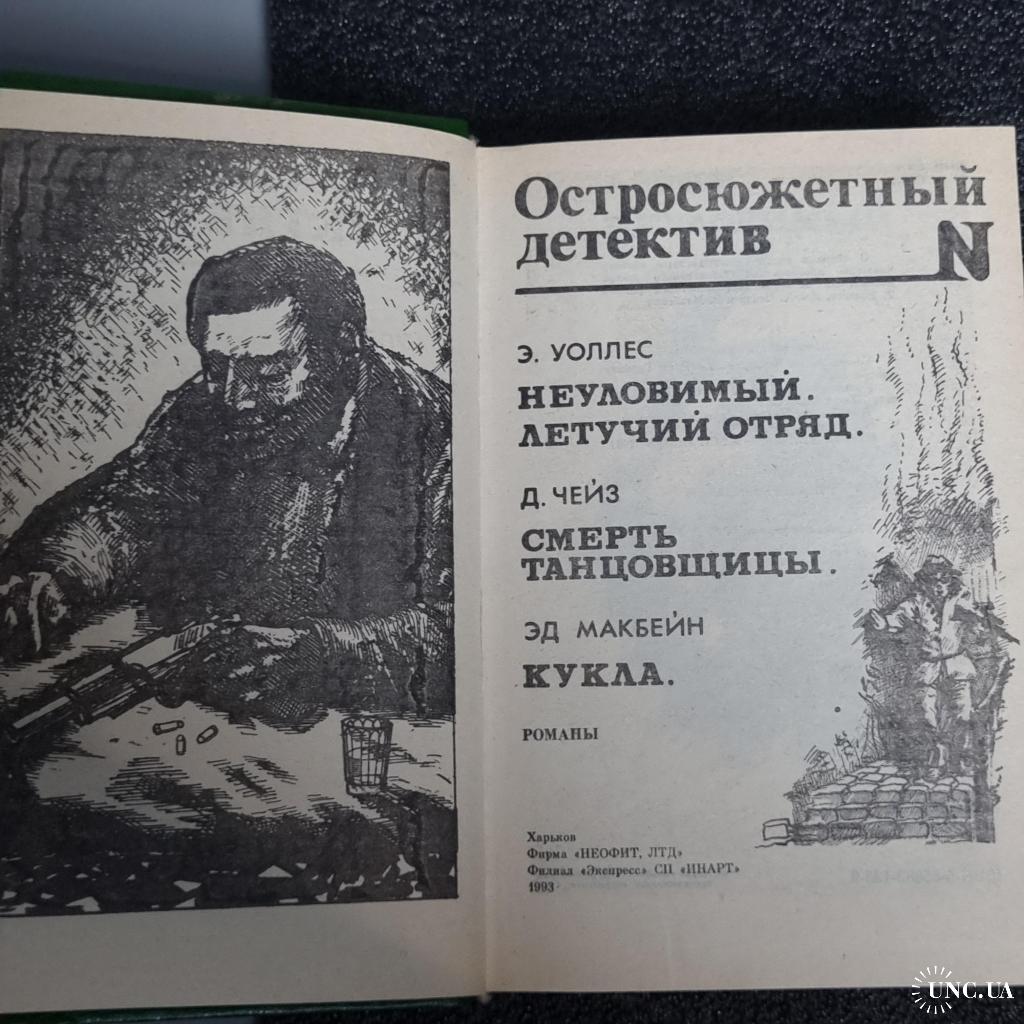 Остросюжетный
детектив
N
Э. УОЛЛЕС
НЕУЛОВИМЫЙ.
ЛЕТУЧИЙ ОТРЯД.
Д. ЧЕЙЗ
СМЕРТЬ
ТАНЦОВЩИЦЫ.
ЭД МАКБЕЙН
КУКЛА.
РОМАНЫ
Харьков
Фирма «НЕОФИТ, ЛТД»
Филиал «Экспресс» СП «ИНАРТ»
1993
UNC.UA